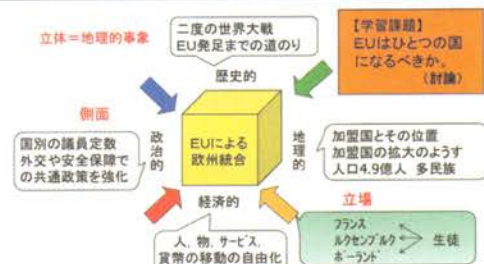 立体=地理的事象
二度の世界大戦
EU発足までの道のり
歴史的
【学習課題】
EUはひとつの国
になるべきか。
(討論)
側面
国別の議員定数
外交や安全保障で
の共通政策を強化
政治的
EUによる
欧州統合
地理的
加盟国とその位置
加盟国の拡大のようす
人口4.9億人 多民族
経済的
人、物、サービス、
貨幣の移動の自由化
立場
フランス
ルクセンブルク
ポーランド
生徒